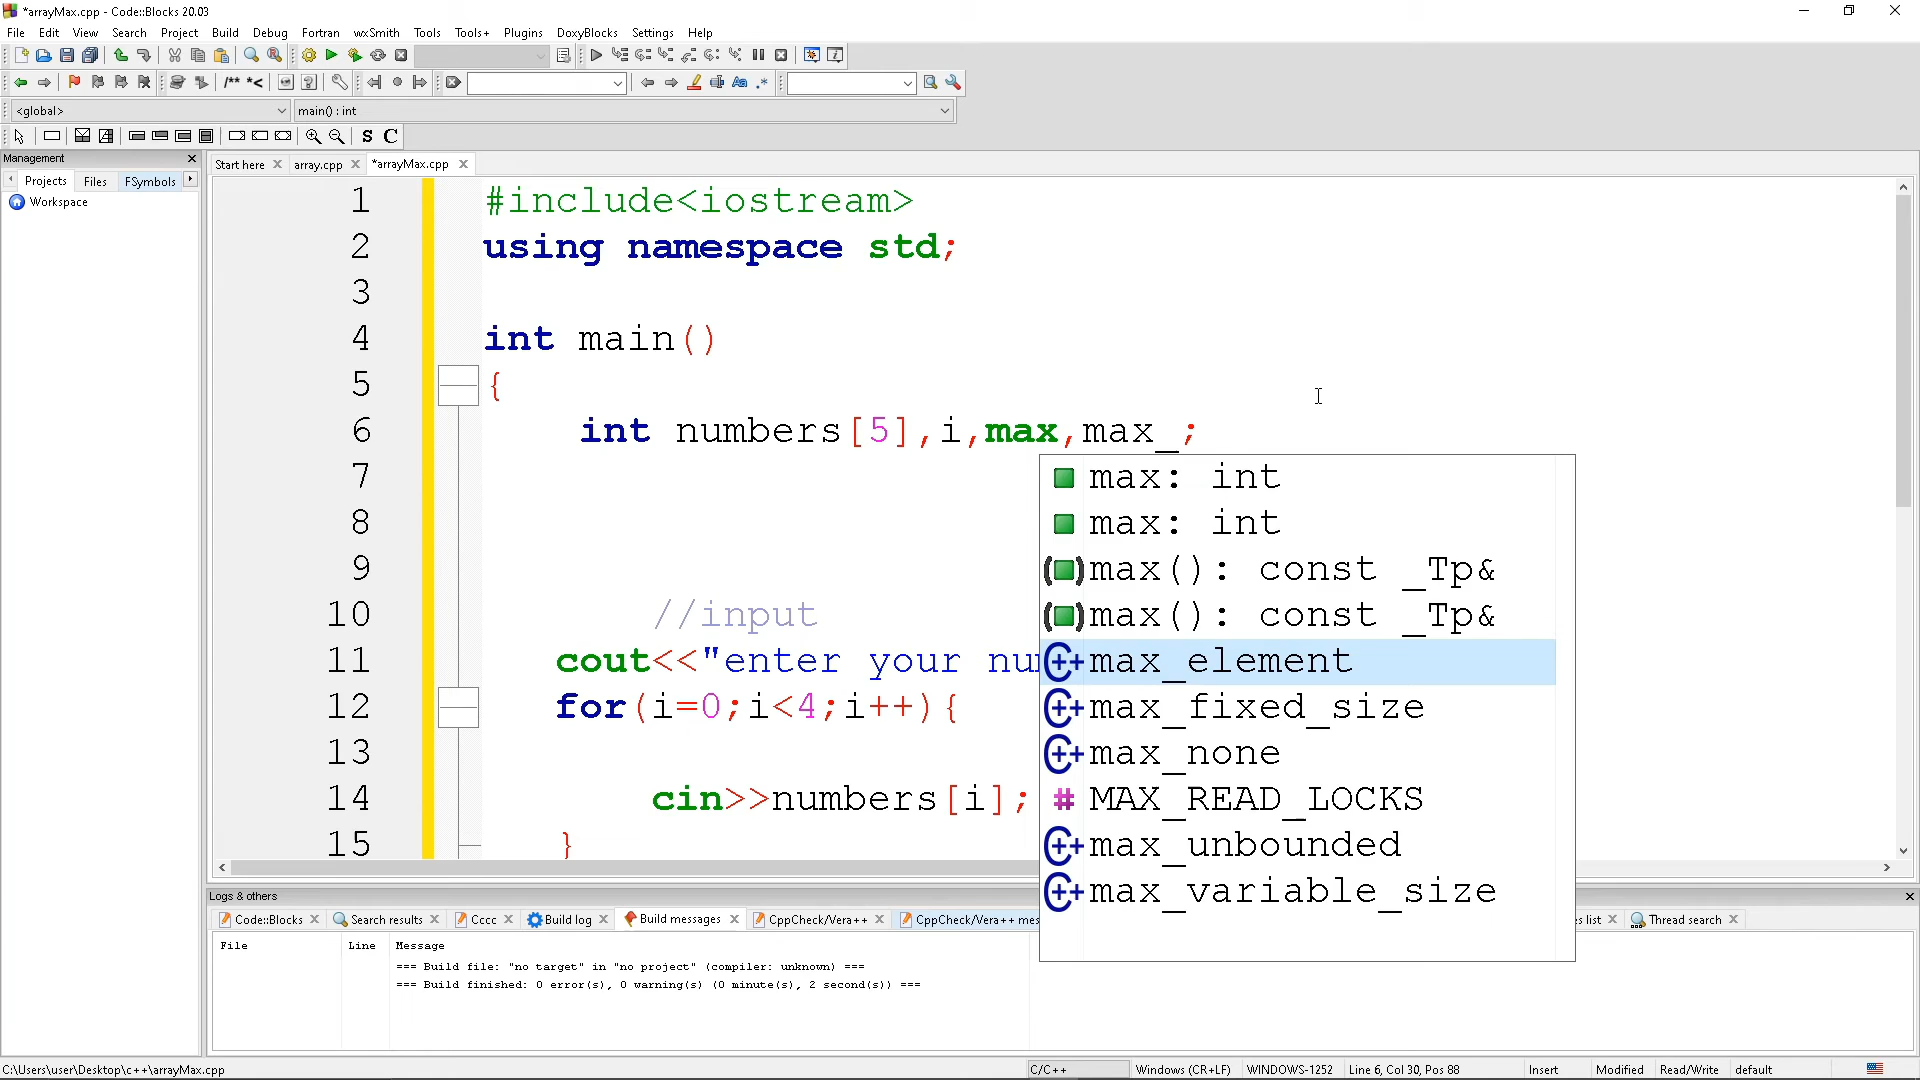 *arrayMax.cpp - Code::Blocks 20.03
File Edit View Search Project Build Debug Fortran wxSmith Tools Tools+ Plugins DoxyBlocks Settings Help
/** *<
<global> main() : int
S C
Management
Projects Files FSymbols
Workspace
Start here array.cpp *arrayMax.cpp
1 #include<iostream>
2 using namespace std;
3
4 int main()
5 {
6 int numbers[5],i,max,max_;
7
8
9
10 //input
11 cout<<"enter your nu
12 for(i=0;i<4;i++){
13
14 cin>>numbers[i];
15 }
max: int
max: int
max(): const _Tp&
max(): const _Tp&
max_element
max_fixed_size
max_none
MAX_READ_LOCKS
max_unbounded
max_variable_size
Logs & others
Code::Blocks Search results Cccc Build log Build messages CppCheck/Vera++ CppCheck/Vera++ mes s list Thread search
File Line Message
=== Build file: "no target" in "no project" (compiler: unknown) ===
=== Build finished: 0 error(s), 0 warning(s) (0 minute(s), 2 second(s)) ===
C:\Users\user\Desktop\c++\arrayMax.cpp C/C++ Windows (CR+LF) WINDOWS-1252 Line 6, Col 30, Pos 88 Insert Modified Read/Write default